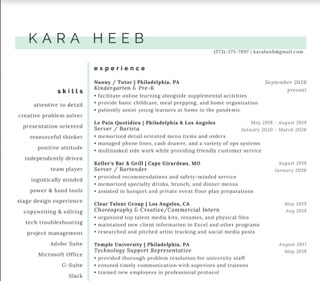 KARA HEEB
(573)-275-7997 | karaheeb@gmail.com
skills
attentive to detail
creative problem solver
presentation oriented
resourceful thinker
positive attitude
independently driven
team player
logistically minded
power & hand tools
stage design experience
copywriting & editing
tech troubleshooting
project management
Adobe Suite
Microsoft Office
G-Suite
Slack
experience
Nanny / Tutor | Philadelphia, PA September 2020
Kindergarten & Pre-K present
• facilitate online learning alongside supplemental activities
• provide basic childcare, meal prepping, and home organization
• patiently assist young learners at home in the pandemic
Le Pain Quotidien | Philadelphia & Los Angeles May 2018 - August 2019
Server / Barista January 2020 - March 2020
• memorized detail oriented menu items and orders
• managed phone lines, cash drawers, and a variety of ops systems
• multitasked side work while providing friendly customer service
Keller's Bar & Grill | Cape Girardeau, MO August 2019
Server / Bartender January 2020
• provided recommendations and safety-minded service
• memorized specialty drinks, brunch, and dinner menus
• assisted in banquet and private event floor plan preparations
Clear Talent Group | Los Angeles, CA May 2019
Choreography & Creative/Commercial Intern Aug 2019
• organized top talent media kits, resumes, and physical files
• maintained new client information in Excel and other programs
• researched and pitched artist tracking and social media posts
Temple University | Philadelphia, PA August 2017
Technology Support Representative May 2019
• provided thorough problem resolution for university staff
• ensured timely communication with superiors and trainees
• trained new employees in professional protocol